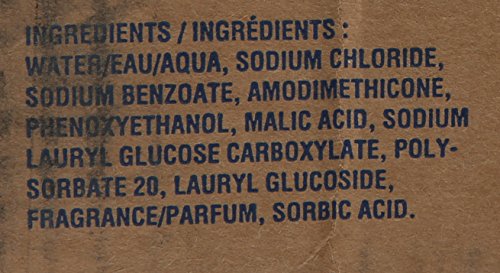 INGREDIENTS / INGRÉDIENTS :
WATER/EAU/AQUA, SODIUM CHLORIDE,
SODIUM BENZOATE, AMODIMETHICONE,
PHENOXYETHANOL, MALIC ACID, SODIUM
LAURYL GLUCOSE CARBOXYLATE, POLY-
SORBATE 20, LAURYL GLUCOSIDE,
FRAGRANCE/PARFUM, SORBIC ACID.